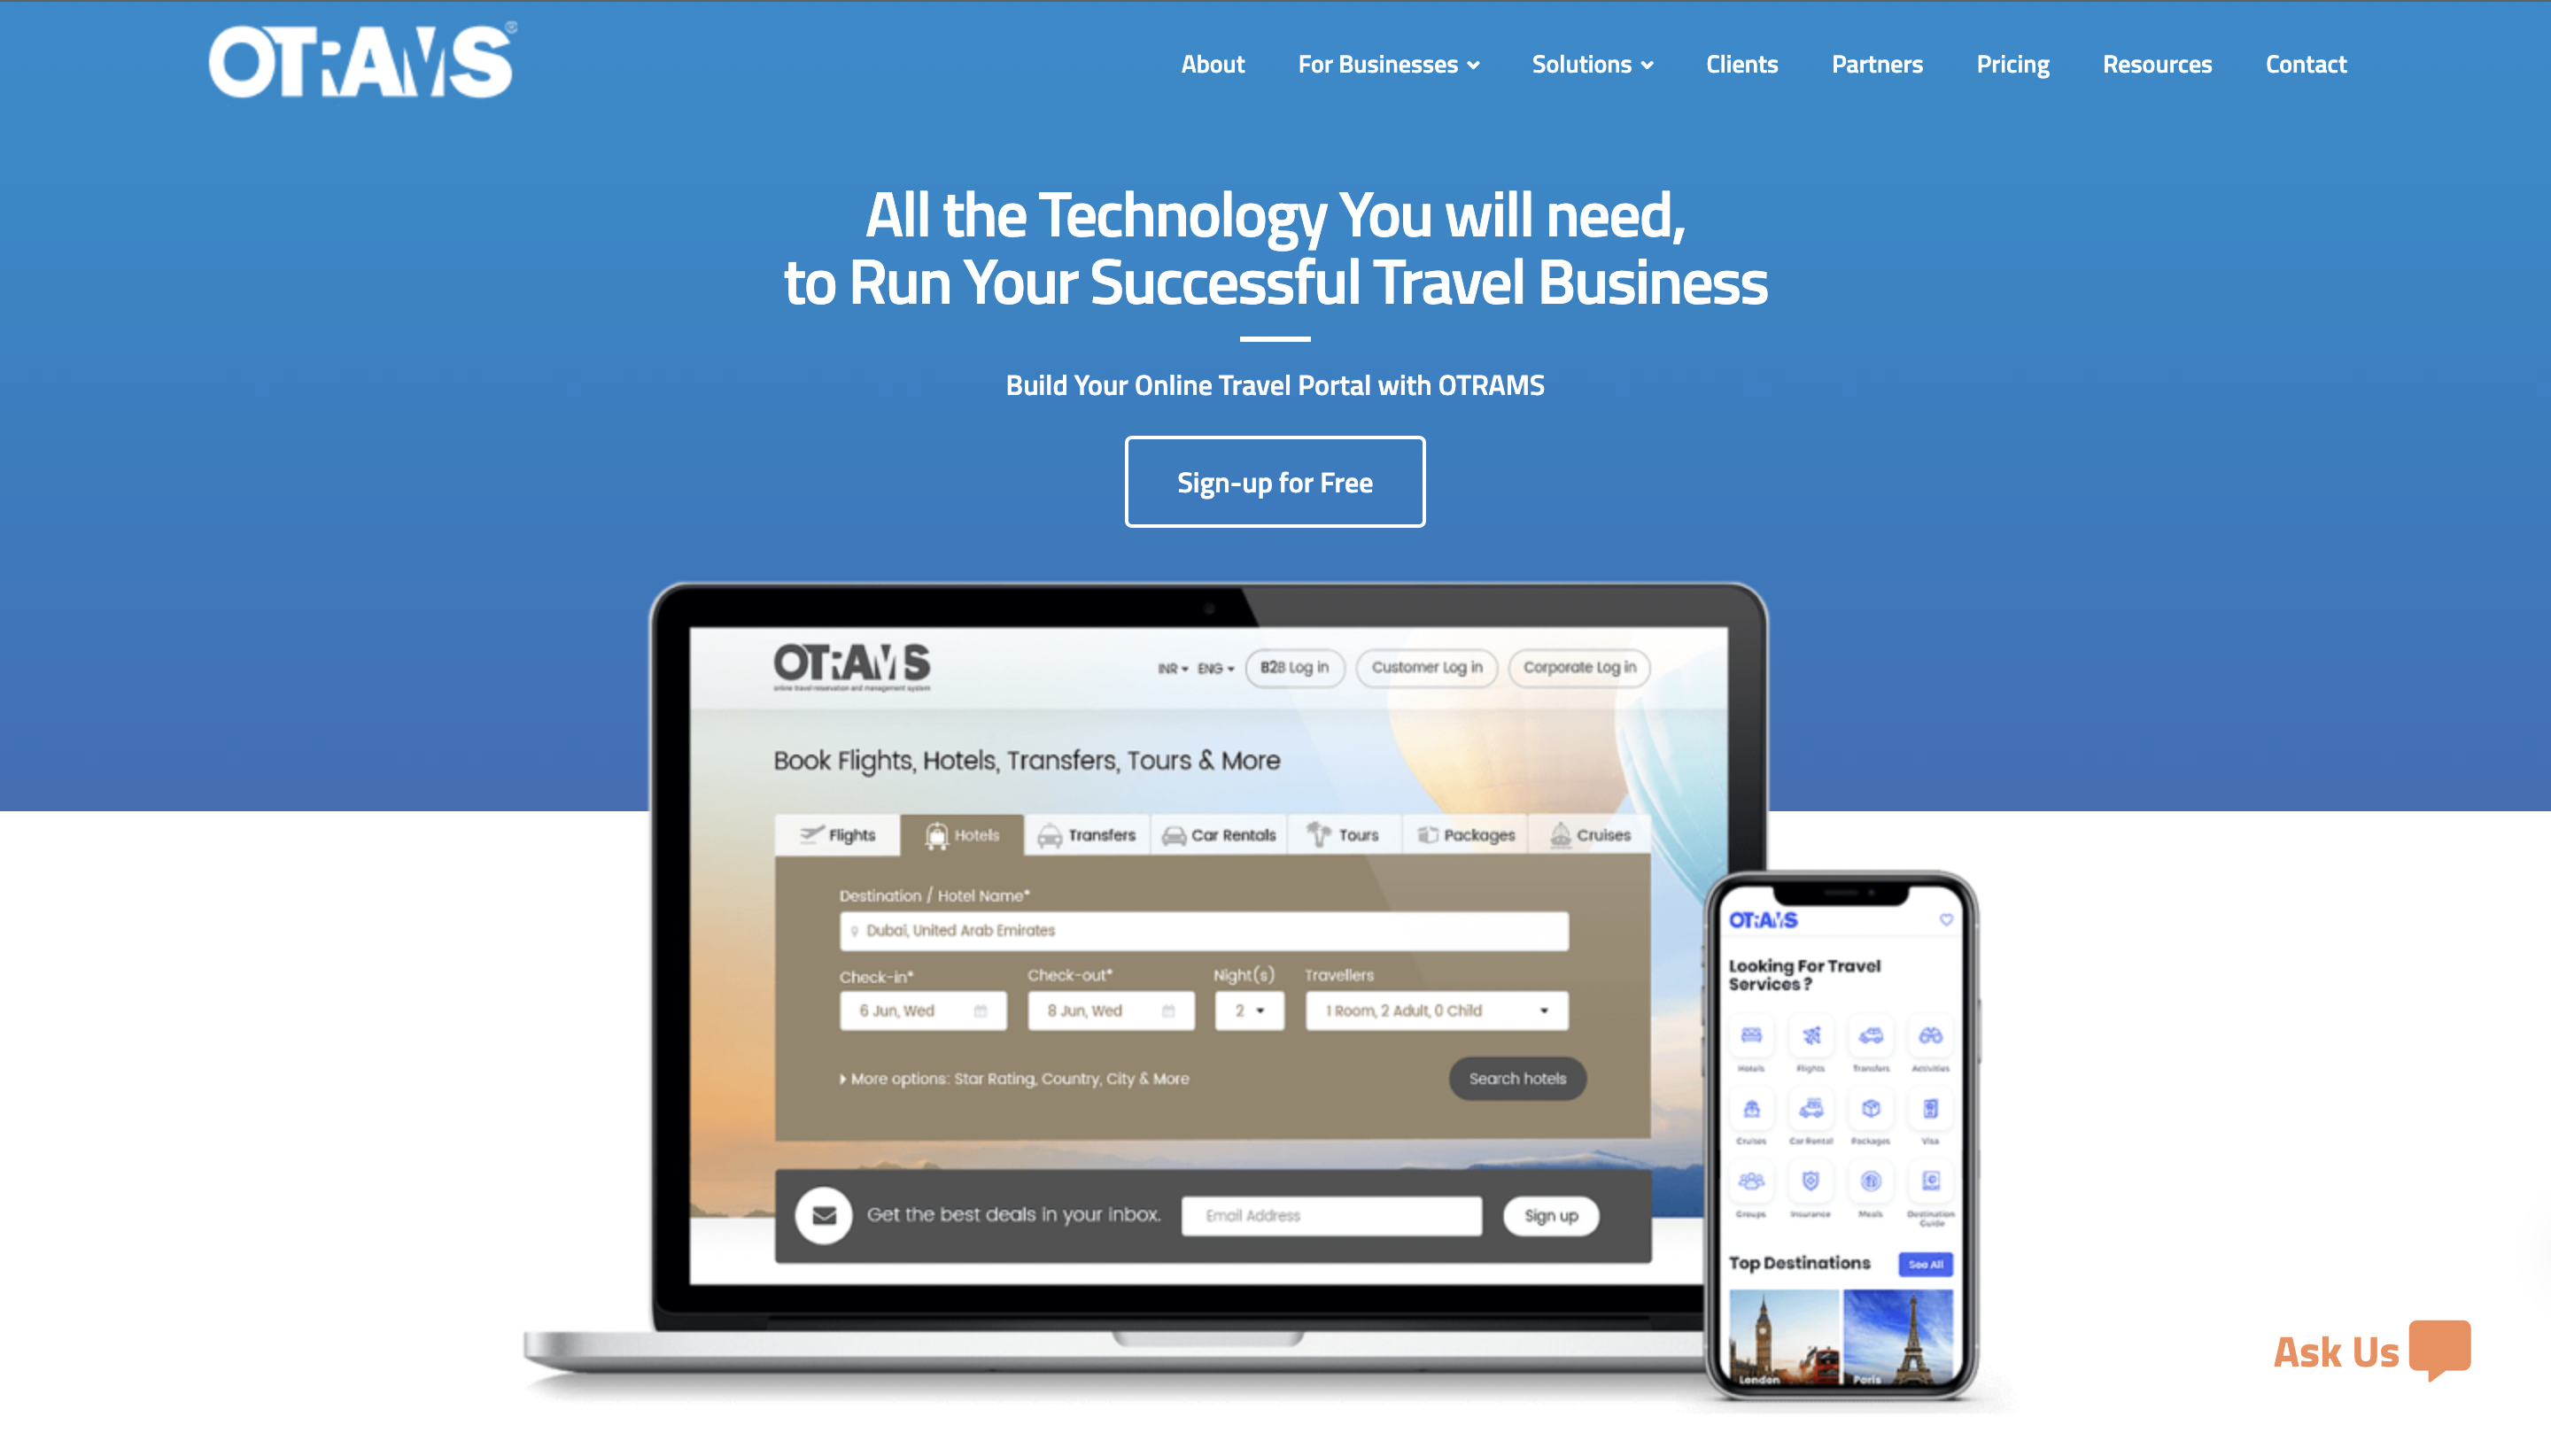 OTRAMS®
About For Businesses Solutions Clients Partners Pricing Resources Contact
All the Technology You will need,
to Run Your Successful Travel Business
Build Your Online Travel Portal with OTRAMS
Sign-up for Free
OTRAMS
online travel reservation and management system
INR ENG B2B Log in Customer Log in Corporate Log in
Book Flights, Hotels, Transfers, Tours & More
Flights Hotels Transfers Car Rentals Tours Packages Cruises
Destination / Hotel Name*
Dubai, United Arab Emirates
Check-in* Check-out* Night(s) Travellers
6 Jun, Wed 8 Jun, Wed 2 1 Room, 2 Adult, 0 Child
More options: Star Rating, Country, City & More Search hotels
Get the best deals in your inbox. Email Address Sign up
OTRAMS
Looking For Travel
Services ?
Hotels Flights Transfers Activities
Cruises Car Rental Packages Visa
Groups Insurance Meals Destination
Guide
Top Destinations See All
London Paris
Ask Us